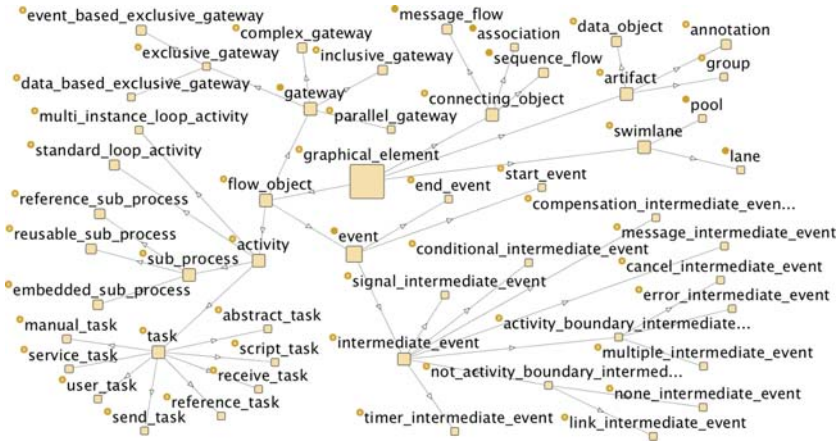 event_based_exclusive_gateway
complex_gateway
message_flow
association
data_object
annotation
exclusive_gateway
inclusive_gateway
sequence_flow
artifact
group
data_based_exclusive_gateway
gateway
connecting_object
pool
multi_instance_loop_activity
parallel_gateway
swimlane
standard_loop_activity
graphical_element
lane
flow_object
end_event
start_event
reference_sub_process
compensation_intermediate_even...
reusable_sub_process
activity
event
conditional_intermediate_event
message_intermediate_event
sub_process
cancel_intermediate_event
embedded_sub_process
signal_intermediate_event
error_intermediate_event
manual_task
abstract_task
task
intermediate_event
activity_boundary_intermediate...
service_task
script_task
multiple_intermediate_event
user_task
receive_task
not_activity_boundary_intermed...
none_intermediate_event
send_task
reference_task
timer_intermediate_event
link_intermediate_event